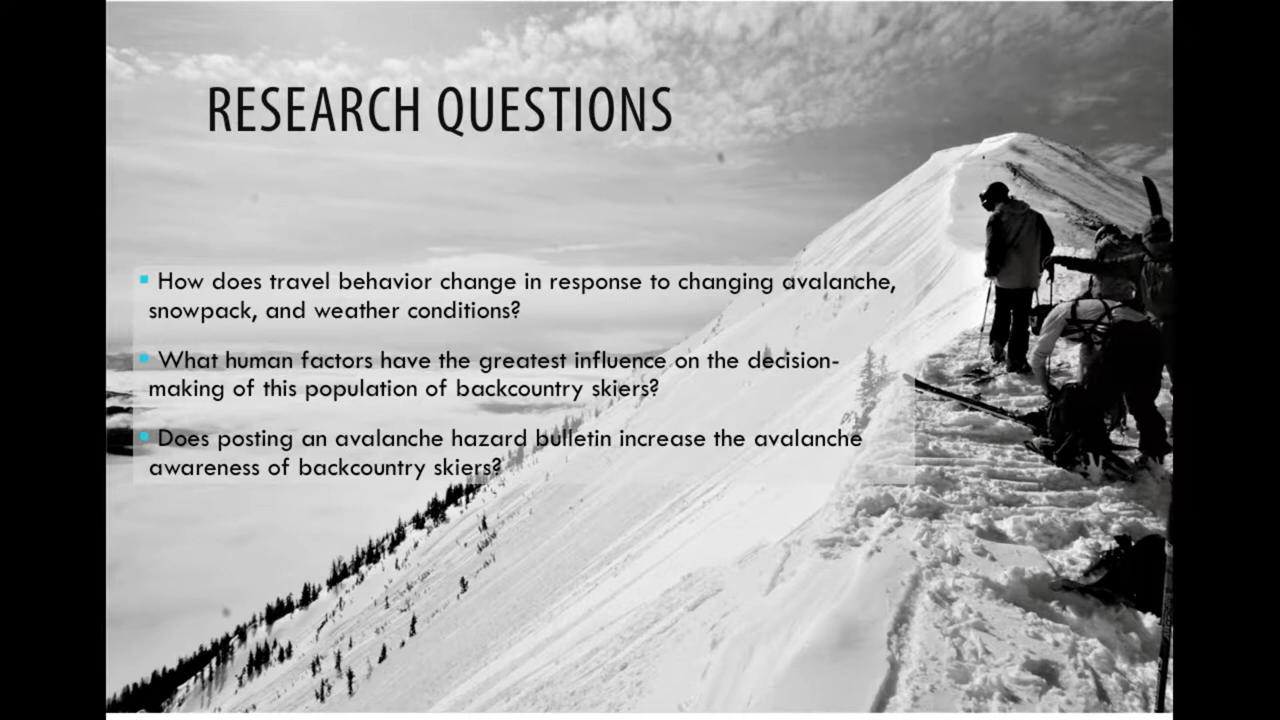 RESEARCH QUESTIONS
How does travel behavior change in response to changing avalanche,
snowpack, and weather conditions?
What human factors have the greatest influence on the decision-
making of this population of backcountry skiers?
Does posting an avalanche hazard bulletin increase the avalanche
awareness of backcountry skiers?